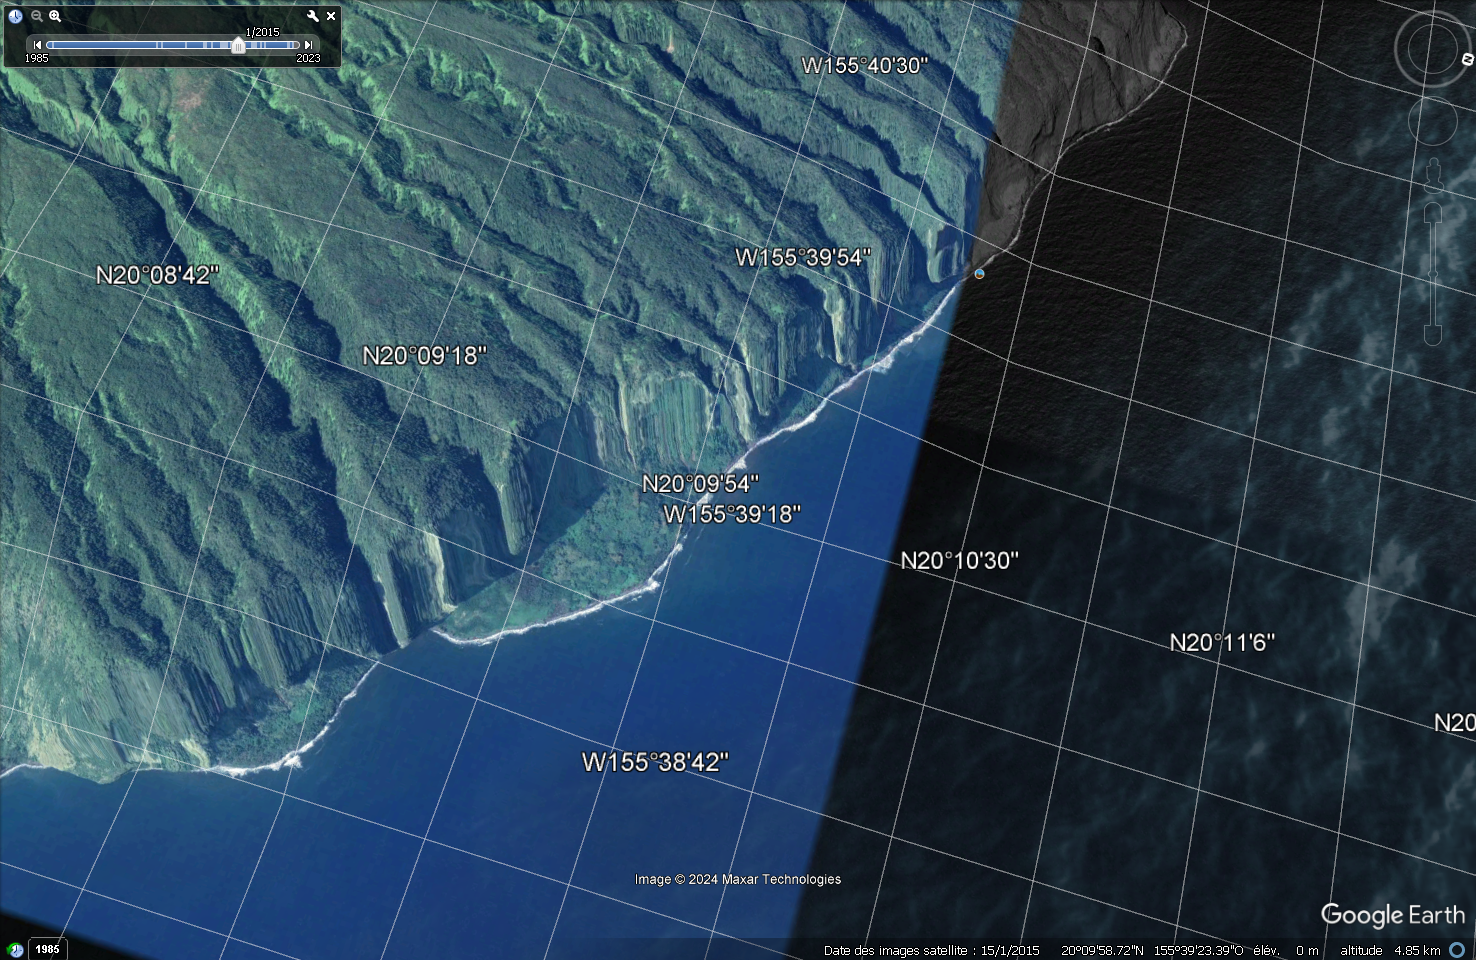 1/2015
1985
2023
W155°40'30"
W155°39'54"
N20°08'42"
N20°09'18"
N20°09'54"
W155°39'18"
N20°10'30"
N20°11'6"
N20
W155°38'42"
Image © 2024 Maxar Technologies
Google Earth
1985
Date des images satellite : 15/1/2015 20°09'58.72"N 155°39'23.39"O élév. 0 m altitude 4.85 km
N